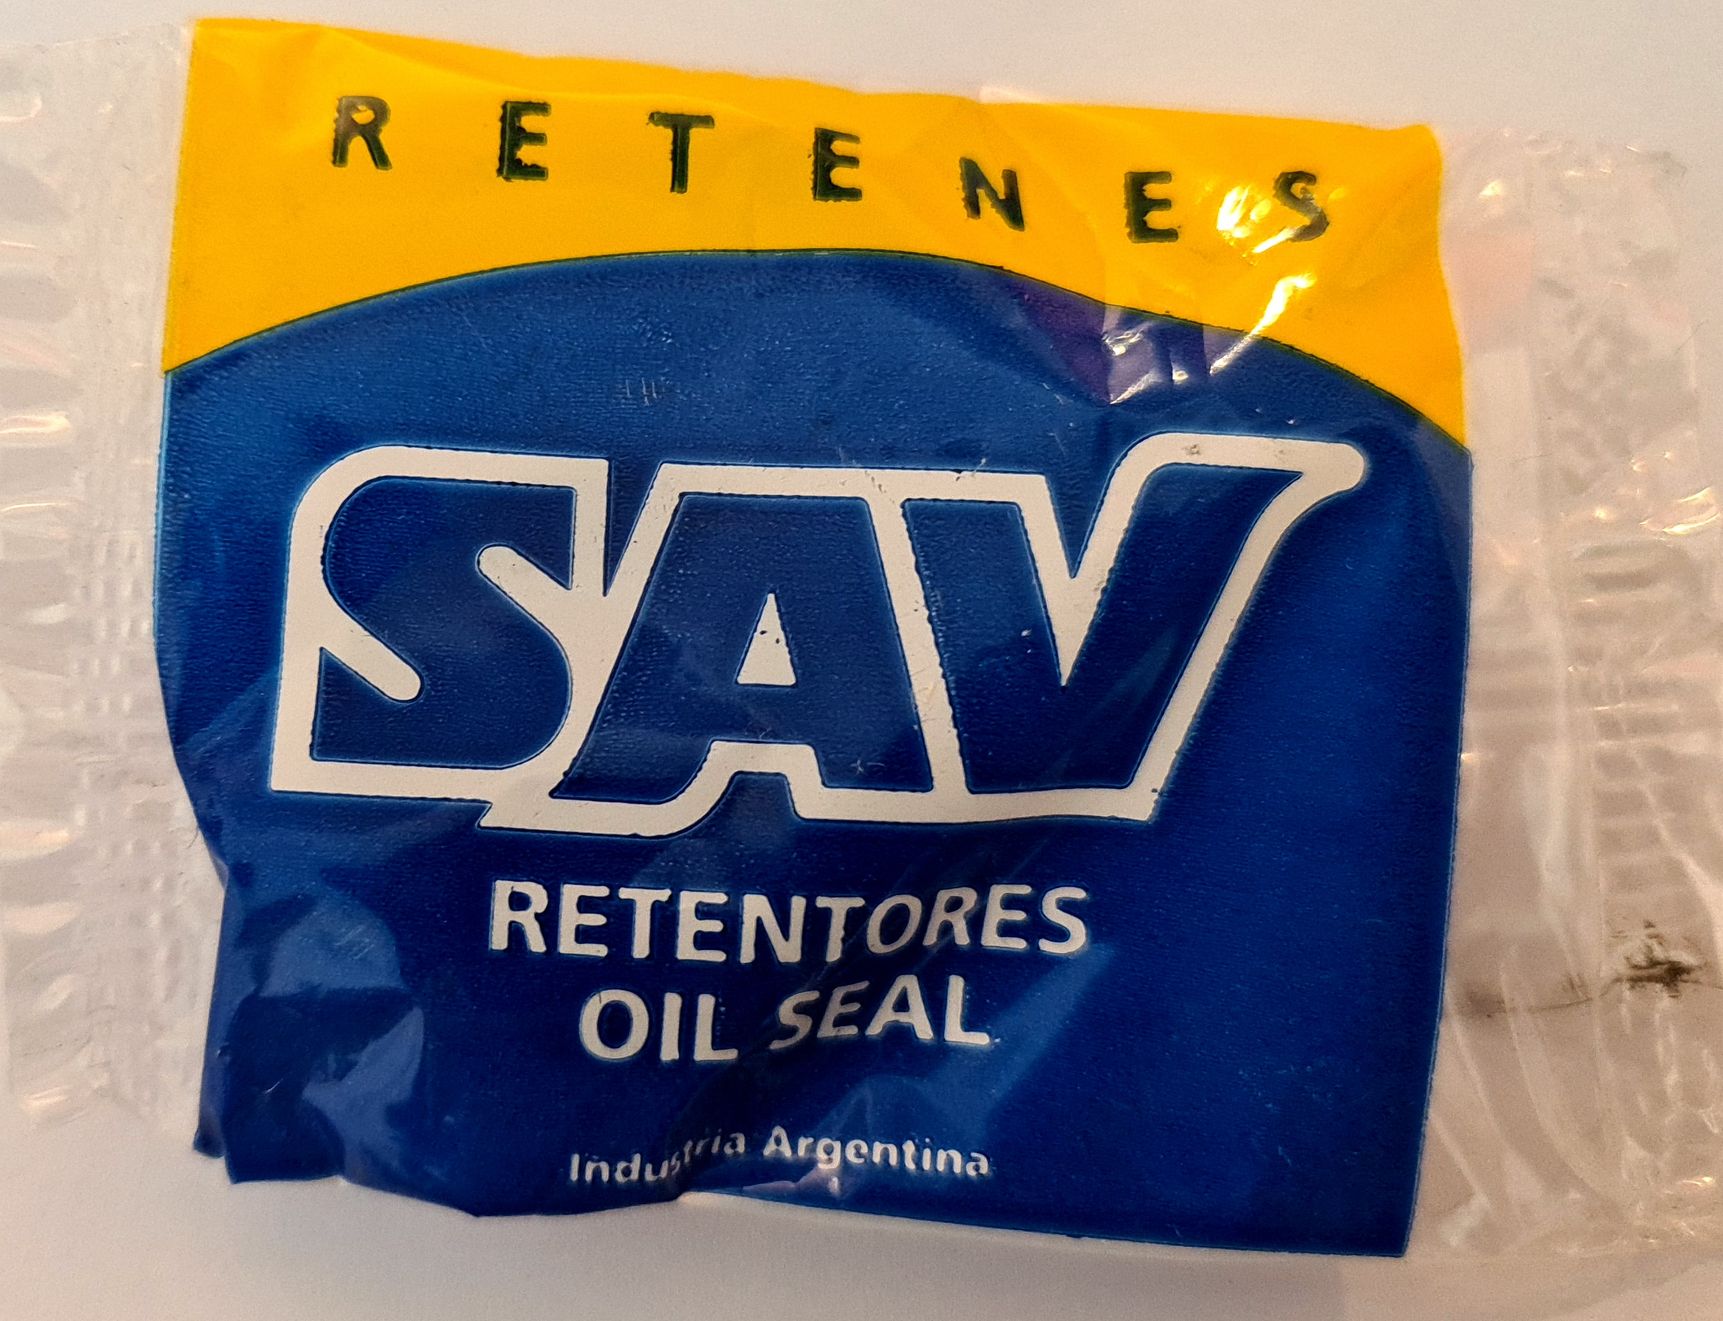 RETENES
SAV
RETENTORES
OIL SEAL
Industria Argentina